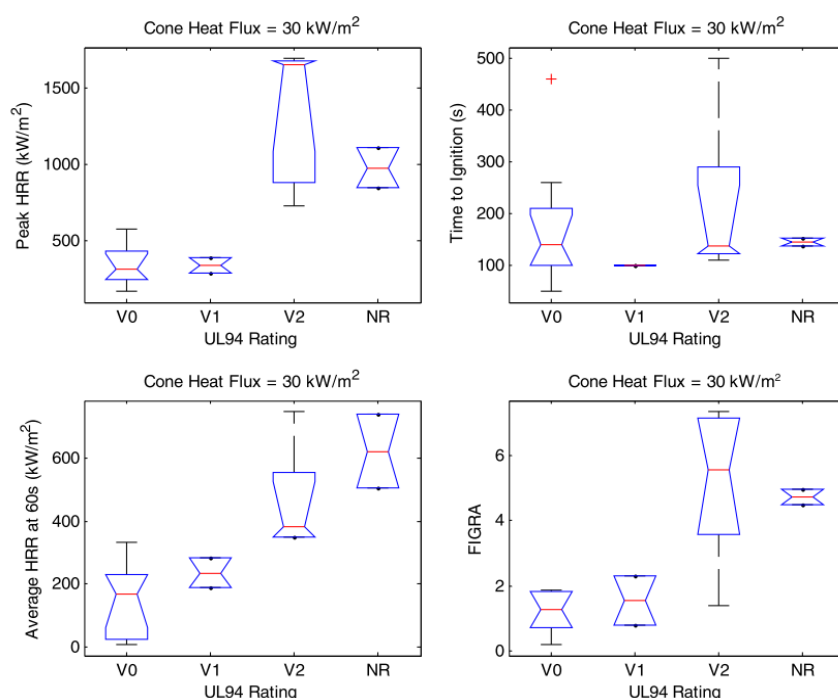 Cone Heat Flux = 30 kW/m²
Peak HRR (kW/m²)
1500
1000
500
V0 V1 V2 NR
UL94 Rating
Cone Heat Flux = 30 kW/m²
Time to Ignition (s)
500
400
300
200
100
V0 V1 V2 NR
UL94 Rating
Cone Heat Flux = 30 kW/m²
Average HRR at 60s (kW/m²)
600
400
200
0
V0 V1 V2 NR
UL94 Rating
Cone Heat Flux = 30 kW/m²
FIGRA
6
4
2
0
V0 V1 V2 NR
UL94 Rating